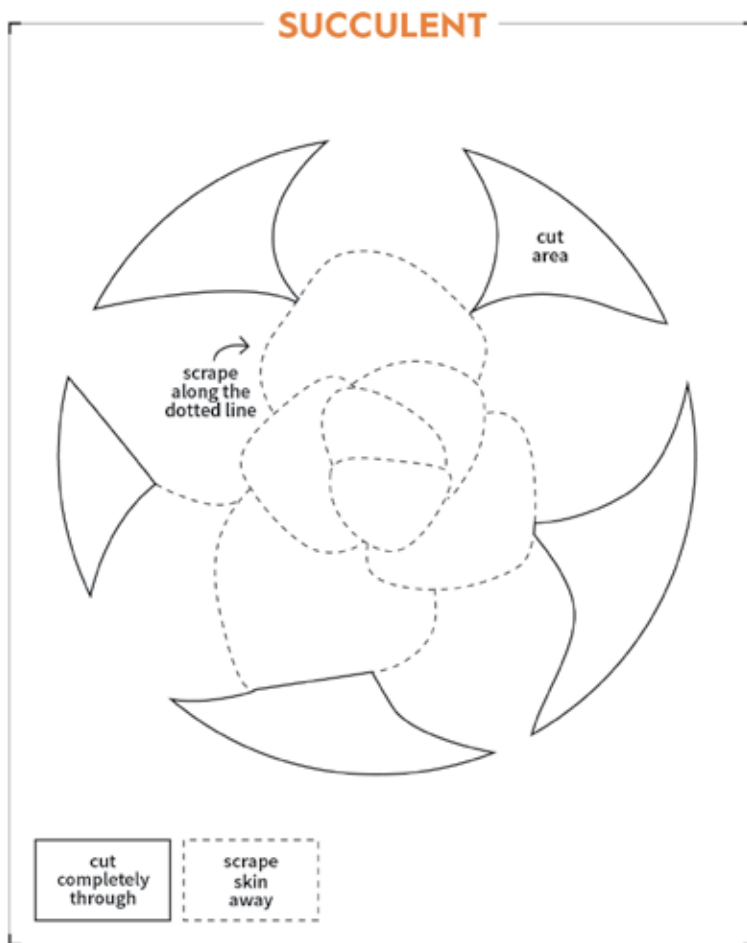 SUCCULENT
cut
area
scrape
along the
dotted line
cut
completely
through
scrape
skin
away